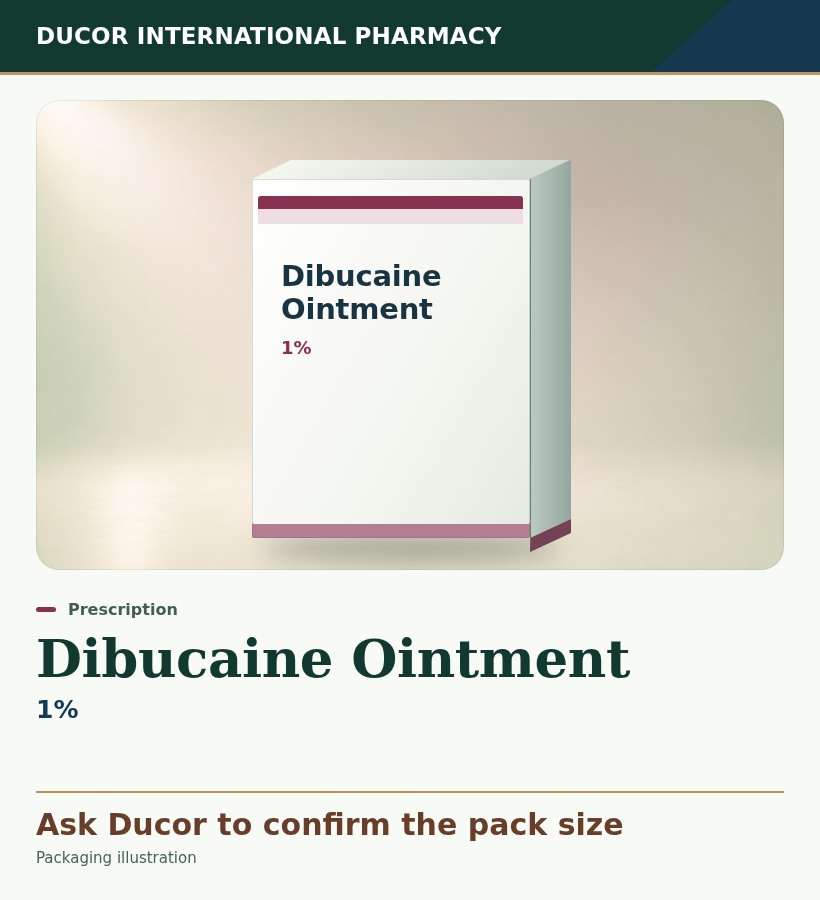 DUCOR INTERNATIONAL PHARMACY
Dibucaine
Ointment
1%
Prescription
Dibucaine Ointment
1%
Ask Ducor to confirm the pack size
Packaging illustration